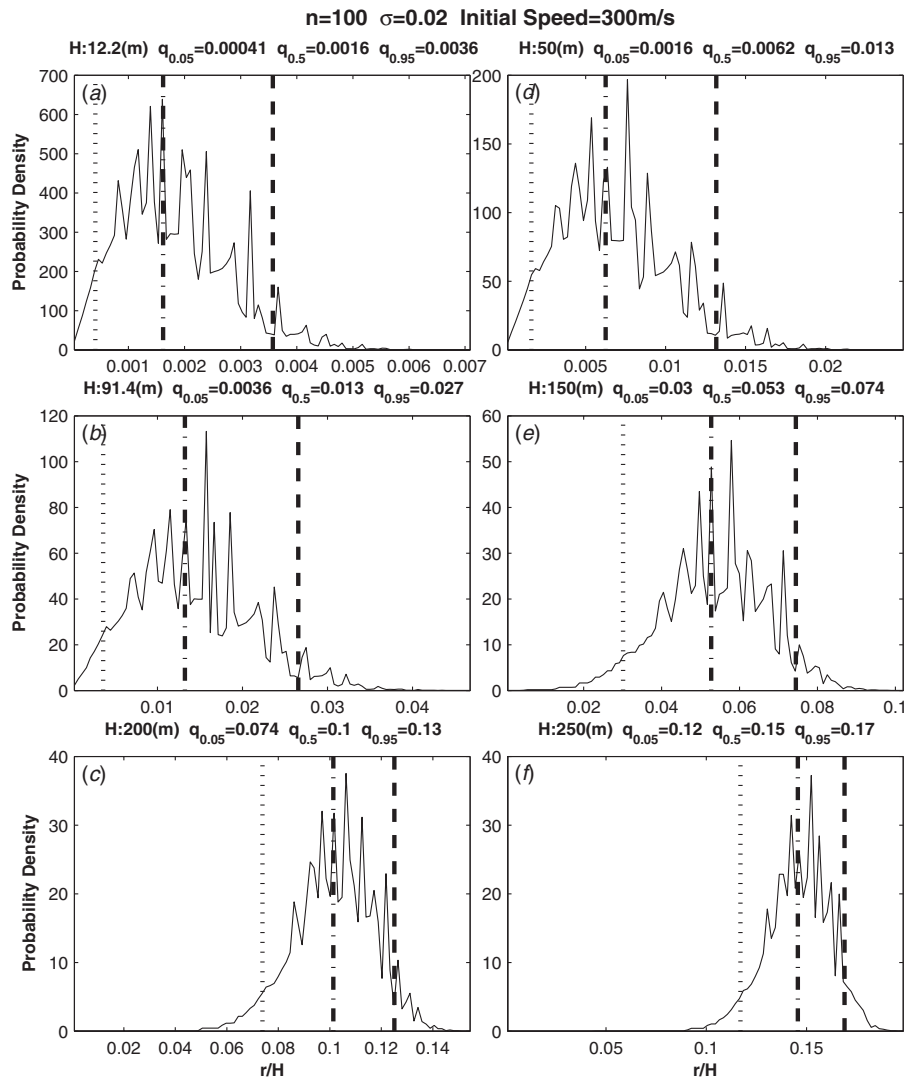 n=100 σ=0.02 Initial Speed=300m/s
H:12.2(m) q0.05=0.00041 q0.5=0.0016 q0.95=0.0036
(a)
700
600
500
400
300
200
100
0
Probability Density
0.001 0.002 0.003 0.004 0.005 0.006 0.007
H:50(m) q0.05=0.0016 q0.5=0.0062 q0.95=0.013
(d)
200
150
100
50
0
0.005 0.01 0.015 0.02
H:91.4(m) q0.05=0.0036 q0.5=0.013 q0.95=0.027
(b)
120
100
80
60
40
20
0
Probability Density
0.01 0.02 0.03 0.04
H:150(m) q0.05=0.03 q0.5=0.053 q0.95=0.074
(e)
60
50
40
30
20
10
0
0.02 0.04 0.06 0.08 0.1
H:200(m) q0.05=0.074 q0.5=0.1 q0.95=0.13
(c)
40
30
20
10
0
Probability Density
0.02 0.04 0.06 0.08 0.1 0.12 0.14
r/H
H:250(m) q0.05=0.12 q0.5=0.15 q0.95=0.17
(f)
40
30
20
10
0
0.05 0.1 0.15
r/H